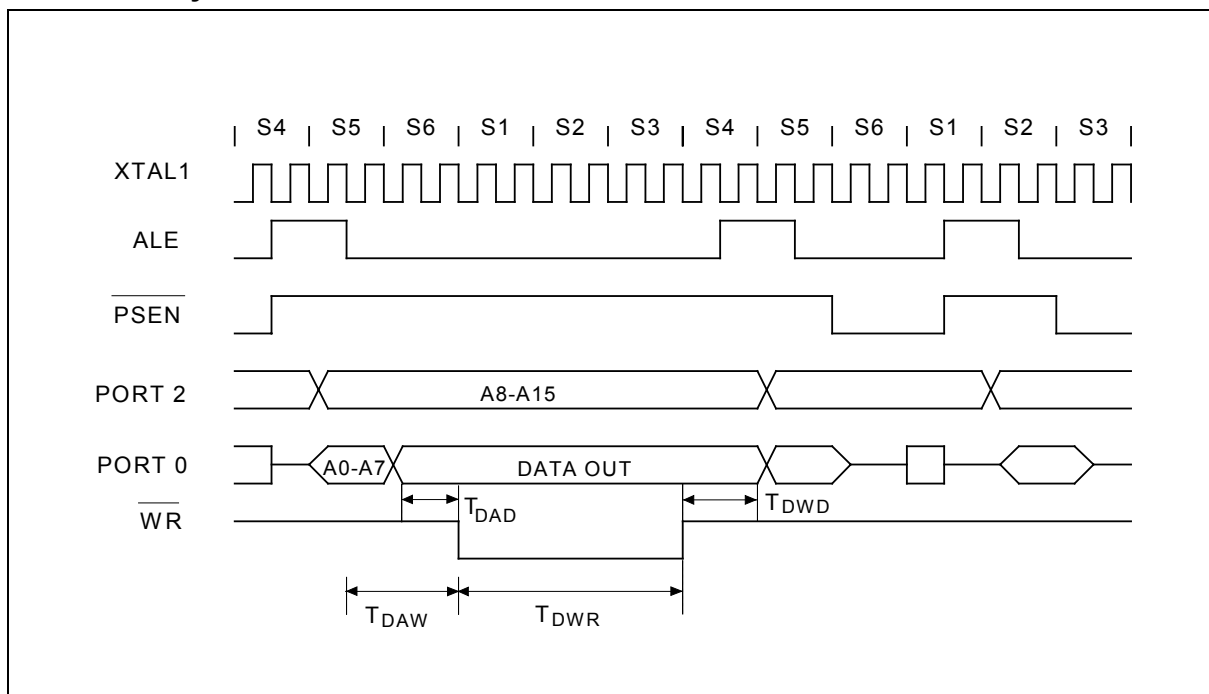 | S4 | S5 | S6 | S1 | S2 | S3 | S4 | S5 | S6 | S1 | S2 | S3 |
XTAL1
ALE
PSEN
PORT 2
A8-A15
PORT 0
A0-A7
DATA OUT
WR
TDAD
TDWD
TDAW
TDWR